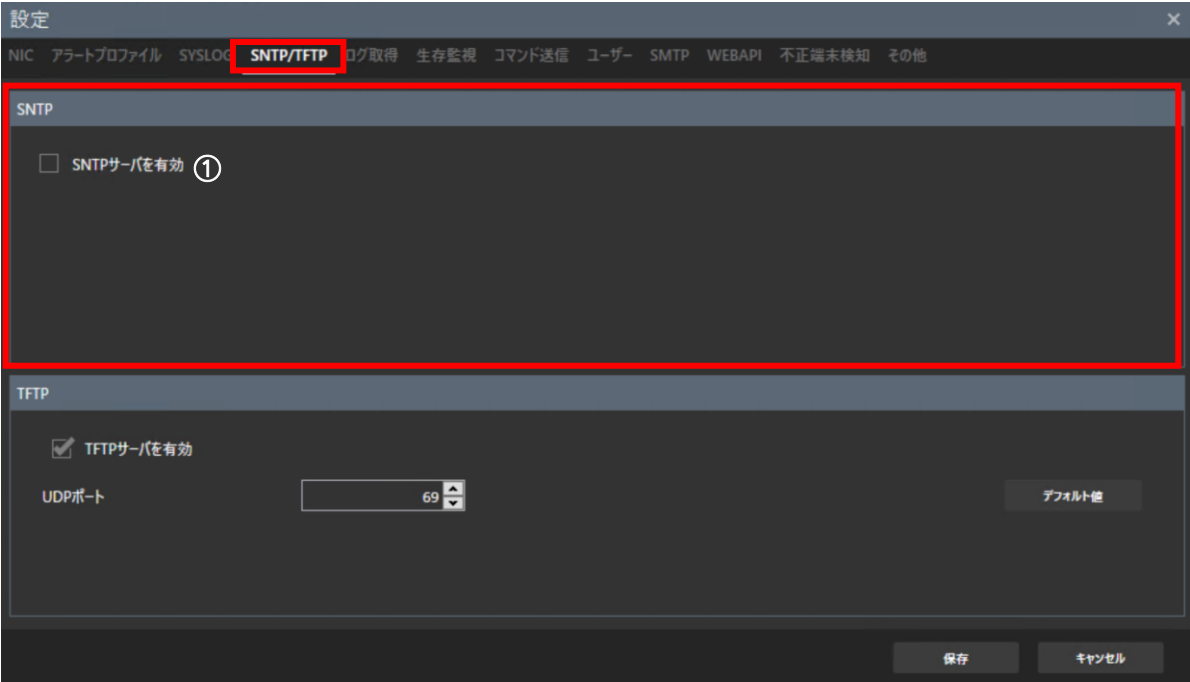 設定
NIC アラートプロファイル SYSLOG SNTP/TFTP ログ取得 生存監視 コマンド送信 ユーザー SMTP WEBAPI 不正端末検知 その他
SNTP
SNTPサーバを有効 ①
TFTP
TFTPサーバを有効
UDPポート 69 デフォルト値
保存 キャンセル